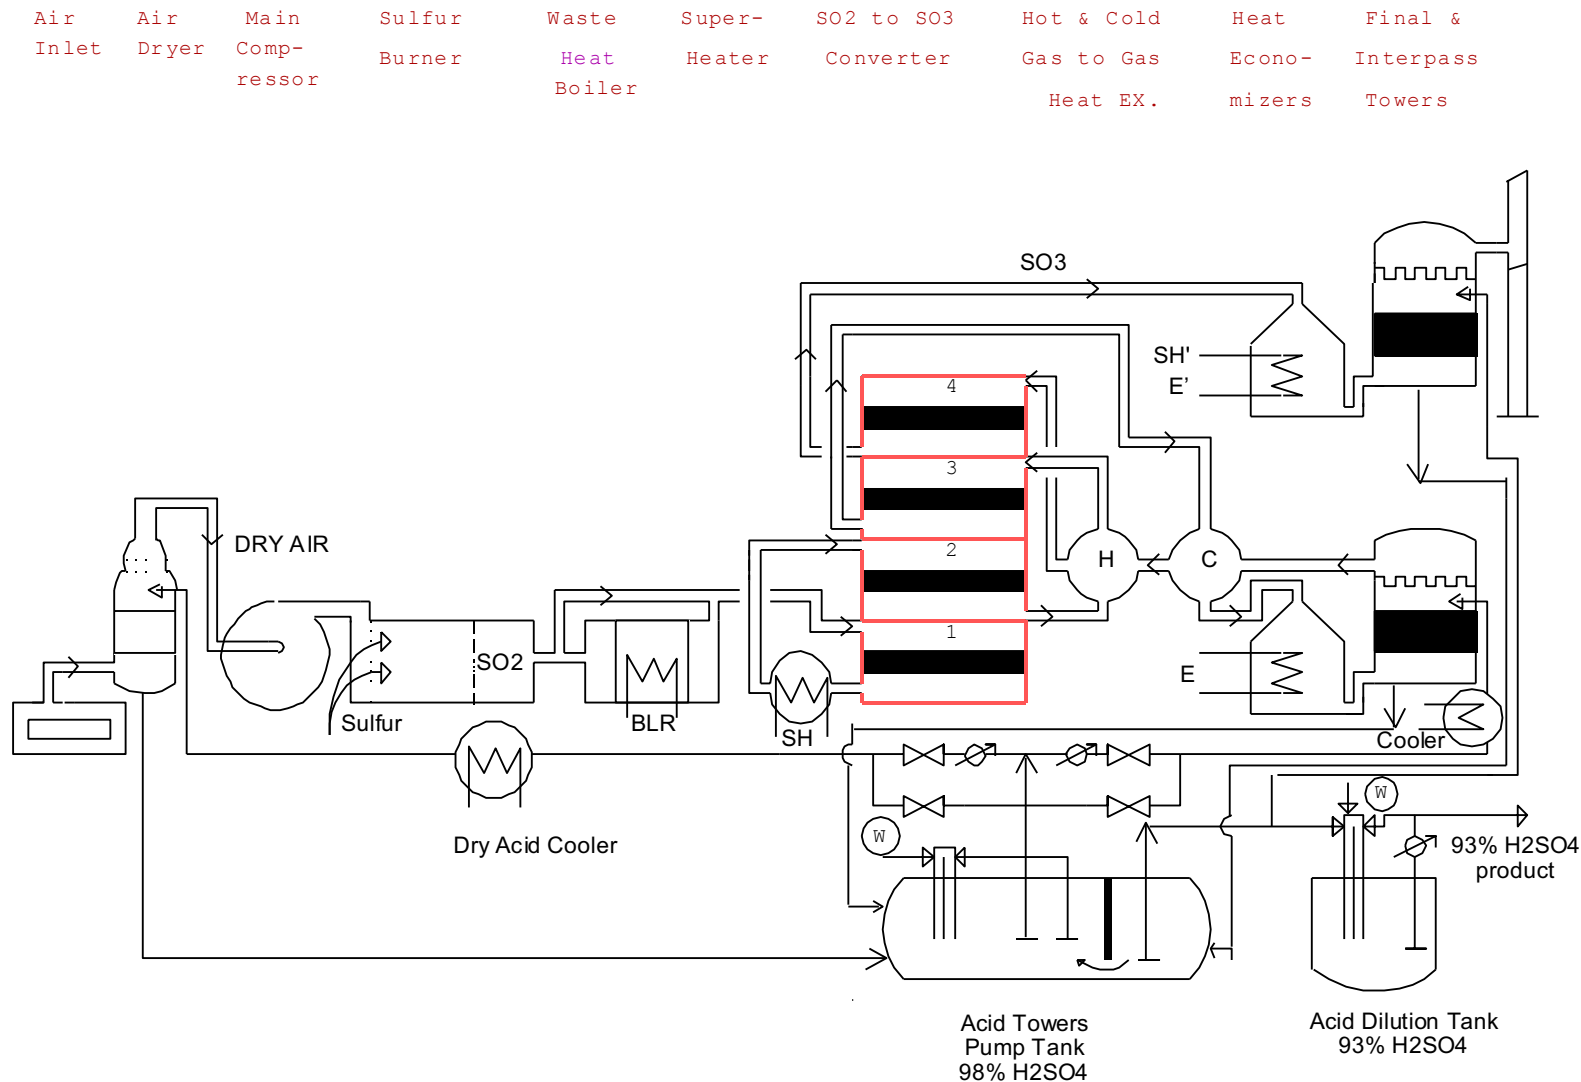 Air Air Main Sulfur Waste Super- SO2 to SO3 Hot & Cold Heat Final &
Inlet Dryer Comp- Burner Heat Heater Converter Gas to Gas Econo- Interpass
ressor Boiler Heat EX. mizers Towers
SO3
SH'
E’
4
3
2
1
DRY AIR
H
C
SO2
E
Sulfur
BLR
SH
Cooler
W
W
Dry Acid Cooler
93% H2SO4
product
Acid Towers
Pump Tank
98% H2SO4
Acid Dilution Tank
93% H2SO4